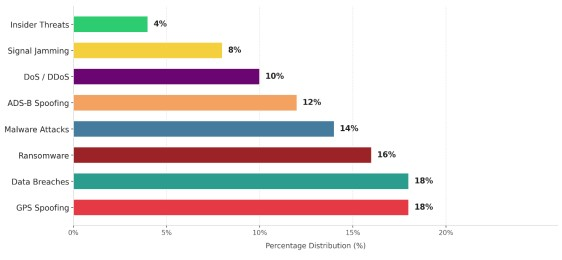 Insider Threats 4%
Signal Jamming 8%
DoS / DDoS 10%
ADS-B Spoofing 12%
Malware Attacks 14%
Ransomware 16%
Data Breaches 18%
GPS Spoofing 18%
0% 5% 10% 15% 20%
Percentage Distribution (%)